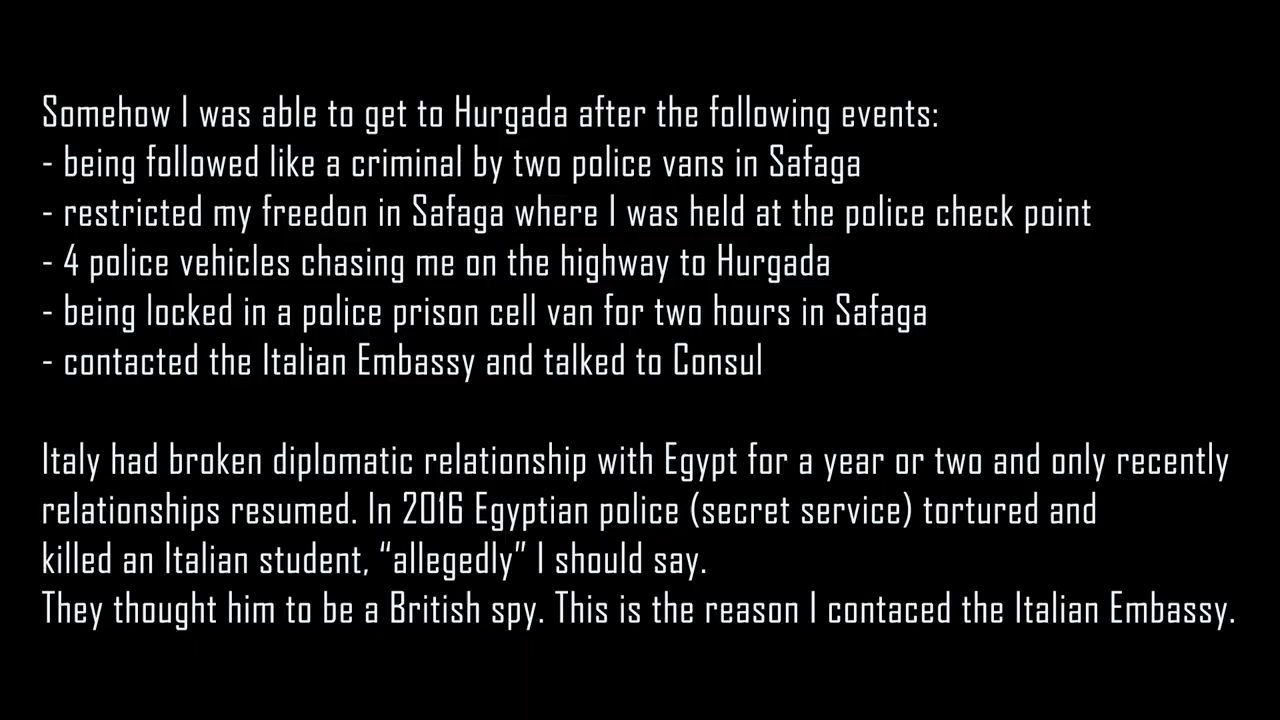 Somehow I was able to get to Hurgada after the following events:
- being followed like a criminal by two police vans in Safaga
- restricted my freedon in Safaga where I was held at the police check point
- 4 police vehicles chasing me on the highway to Hurgada
- being locked in a police prison cell van for two hours in Safaga
- contacted the Italian Embassy and talked to Consul
Italy had broken diplomatic relationship with Egypt for a year or two and only recently
relationships resumed. In 2016 Egyptian police (secret service) tortured and
killed an Italian student, “allegedly” I should say.
They thought him to be a British spy. This is the reason I contaced the Italian Embassy.